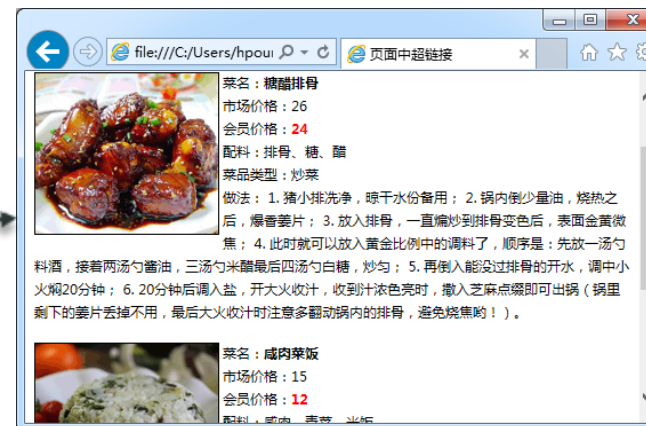 file:///C:/Users/hpour
页面中超链接
菜名：糖醋排骨
市场价格：26
会员价格：24
配料：排骨、糖、醋
菜品类型：炒菜
做法： 1. 猪小排洗净，晾干水份备用； 2. 锅内倒少量油，烧热之
后，爆香姜片； 3. 放入排骨，一直煸炒到排骨变色后，表面金黄微
焦； 4. 此时就可以放入黄金比例中的调料了，顺序是：先放一汤勺
料酒，接着两汤勺酱油，三汤勺米醋最后四汤勺白糖，炒匀； 5. 再倒入能没过排骨的开水，调中小
火焖20分钟； 6. 20分钟后调入盐，开大火收汁，收到汁浓色亮时，撒入芝麻点缀即可出锅（锅里
剩下的姜片丢掉不用，最后大火收汁时注意多翻动锅内的排骨，避免烧焦哟！）。
菜名：咸肉菜饭
市场价格：15
会员价格：12
配料：咸肉、青菜、米饭